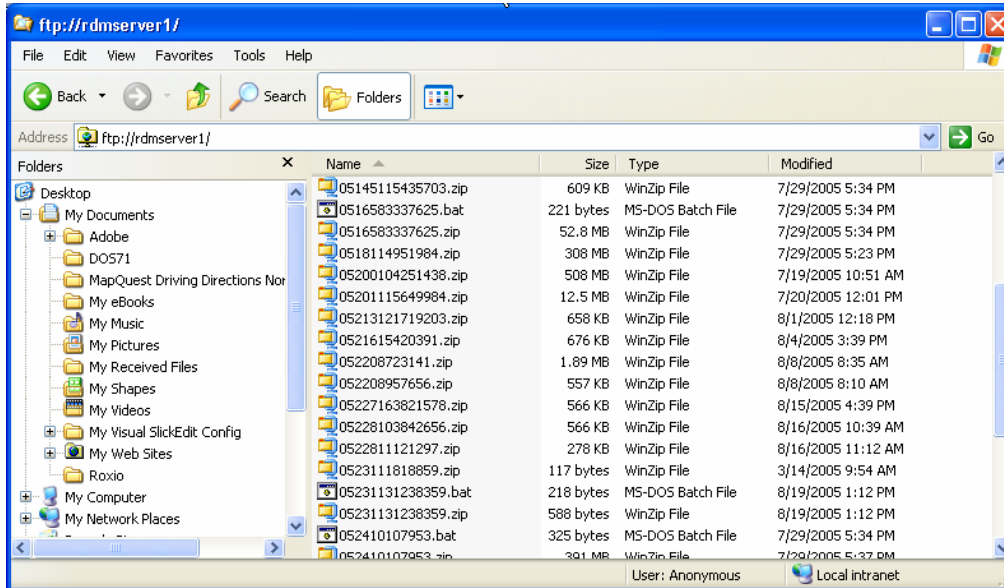 ftp://rdmserver1/
File Edit View Favorites Tools Help
Back Search Folders
Address ftp://rdmserver1/ Go
Folders
Desktop
My Documents
Adobe
DOS71
MapQuest Driving Directions Nor
My eBooks
My Music
My Pictures
My Received Files
My Shapes
My Videos
My Visual SlickEdit Config
My Web Sites
Roxio
My Computer
My Network Places
Name Size Type Modified
05145115435703.zip 609 KB WinZip File 7/29/2005 5:34 PM
0516583337625.bat 221 bytes MS-DOS Batch File 7/29/2005 5:34 PM
0516583337625.zip 52.8 MB WinZip File 7/29/2005 5:34 PM
0518114951984.zip 308 MB WinZip File 7/29/2005 5:23 PM
05200104251438.zip 508 MB WinZip File 7/19/2005 10:51 AM
05201115649984.zip 12.5 MB WinZip File 7/20/2005 12:01 PM
05213121719203.zip 658 KB WinZip File 8/1/2005 12:18 PM
0521615420391.zip 676 KB WinZip File 8/4/2005 3:39 PM
052208723141.zip 1.89 MB WinZip File 8/8/2005 8:35 AM
052208957656.zip 557 KB WinZip File 8/8/2005 8:10 AM
05227163821578.zip 566 KB WinZip File 8/15/2005 4:39 PM
05228103842656.zip 566 KB WinZip File 8/16/2005 10:39 AM
0522811121297.zip 278 KB WinZip File 8/16/2005 11:12 AM
0523111818859.zip 117 bytes WinZip File 3/14/2005 9:54 AM
05231131238359.bat 218 bytes MS-DOS Batch File 8/19/2005 1:12 PM
05231131238359.zip 588 bytes WinZip File 8/19/2005 1:12 PM
052410107953.bat 325 bytes MS-DOS Batch File 7/29/2005 5:34 PM
052410107953.zip 391 MB WinZip File 7/29/2005 5:37 PM
User: Anonymous Local intranet